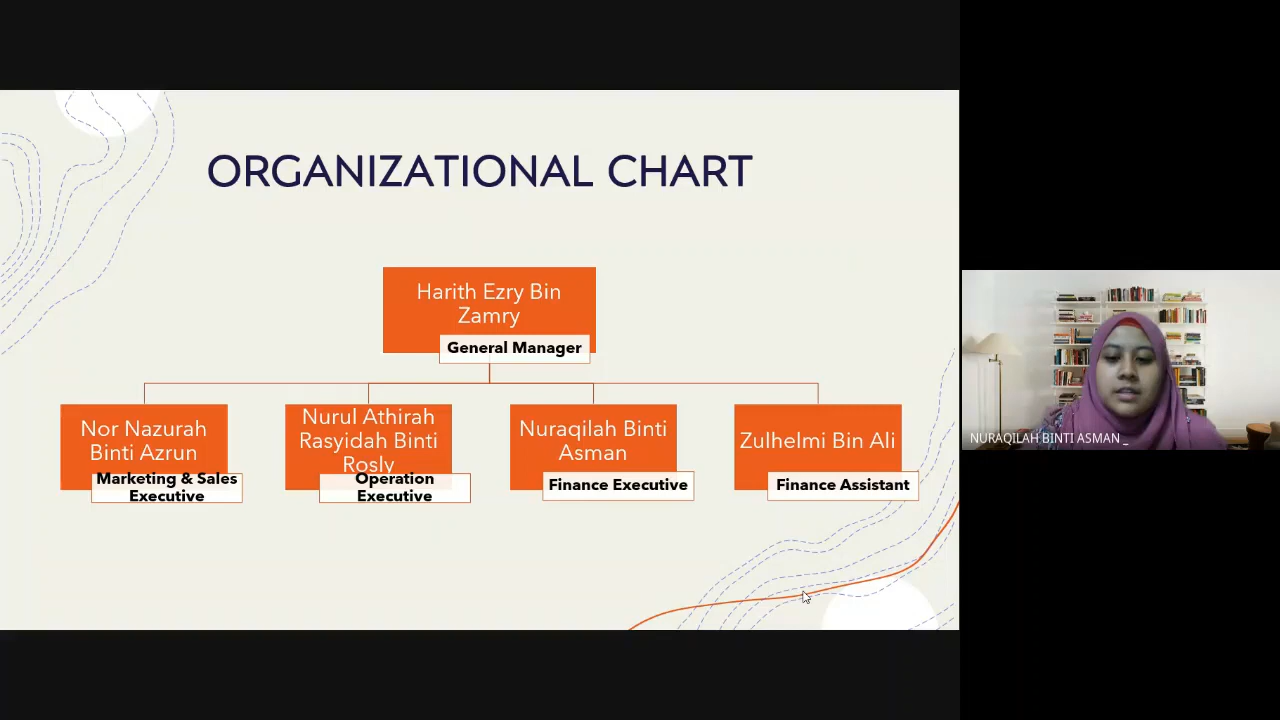 ORGANIZATIONAL CHART
Harith Ezry Bin
Zamry
General Manager
Nor Nazurah
Binti Azrun
Marketing & Sales
Executive
Nurul Athirah
Rasyidah Binti
Rosly
Operation
Executive
Nuraqilah Binti
Asman
Finance Executive
Zulhelmi Bin Ali
Finance Assistant
NURAQILAH BINTI ASMAN _